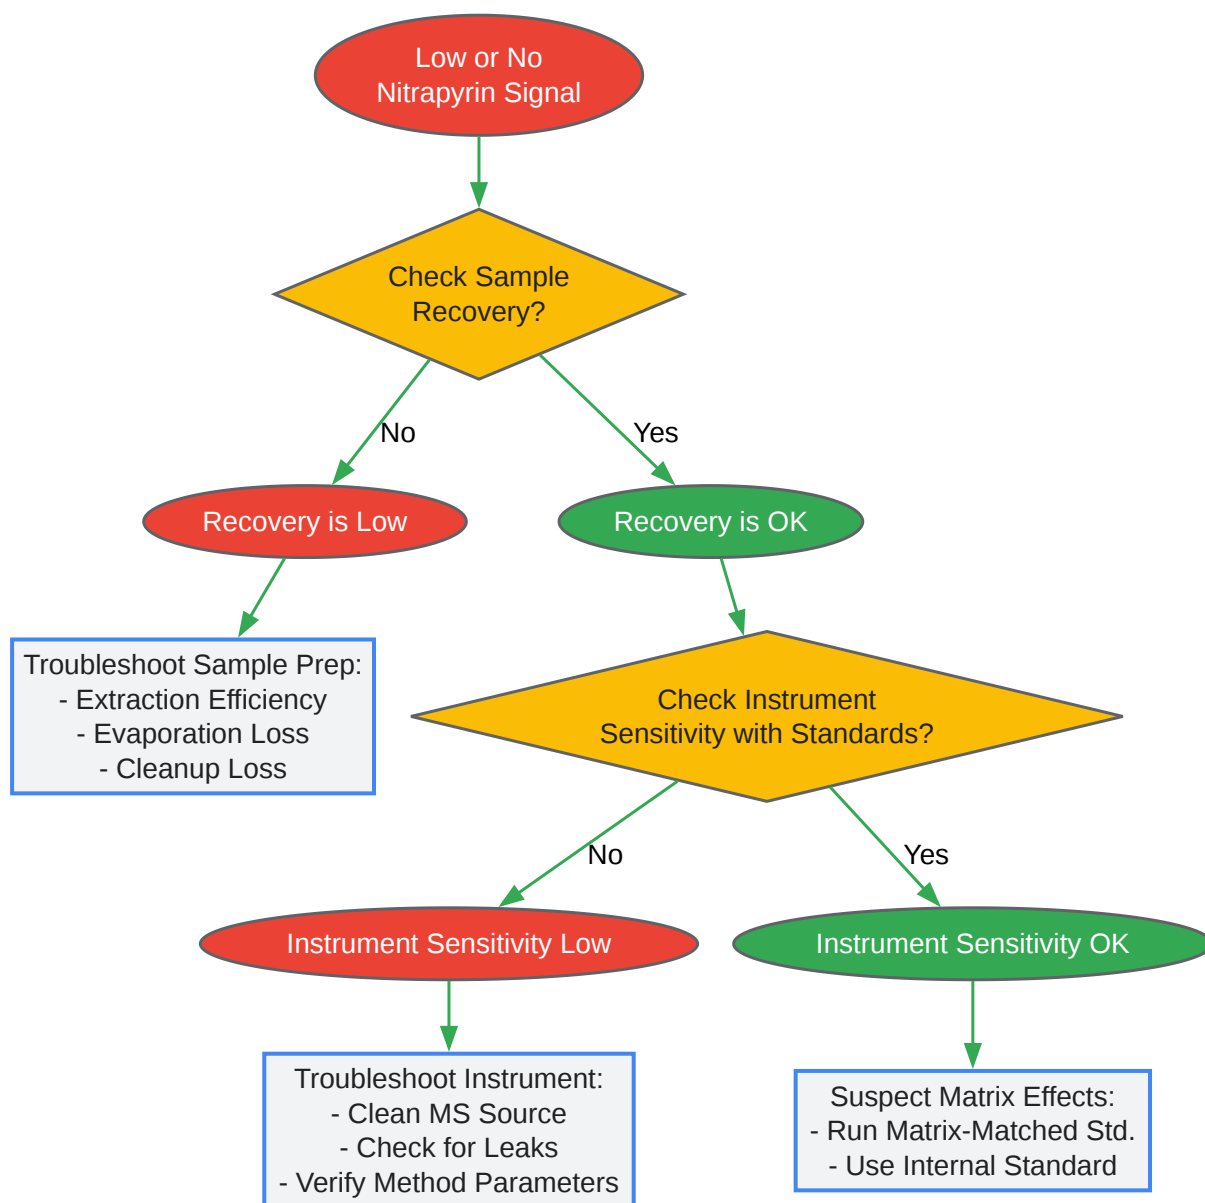 Low or No
Nitrapyrin Signal
Check Sample
Recovery?
No
Yes
Recovery is Low
Recovery is OK
Troubleshoot Sample Prep:
- Extraction Efficiency
- Evaporation Loss
- Cleanup Loss
Check Instrument
Sensitivity with Standards?
No
Yes
Instrument Sensitivity Low
Instrument Sensitivity OK
Troubleshoot Instrument:
- Clean MS Source
- Check for Leaks
- Verify Method Parameters
Suspect Matrix Effects:
- Run Matrix-Matched Std.
- Use Internal Standard